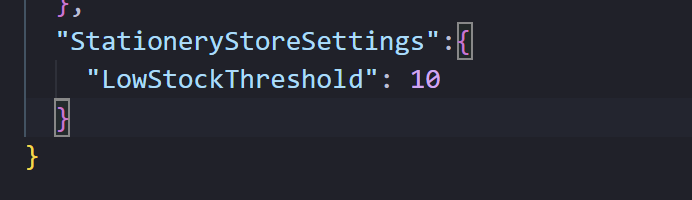 },
"StationeryStoreSettings":{
"LowStockThreshold": 10
}
}